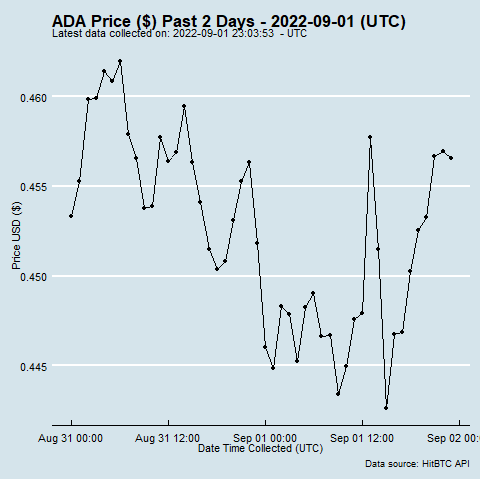 ADA Price ($) Past 2 Days - 2022-09-01 (UTC)
Latest data collected on: 2022-09-01 23:03:53  - UTC
0.460
0.455
0.450
0.445
Price USD ($)
Aug 31 00:00 Aug 31 12:00 Sep 01 00:00 Sep 01 12:00 Sep 02 00:0
Date Time Collected (UTC)
Data source: HitBTC API